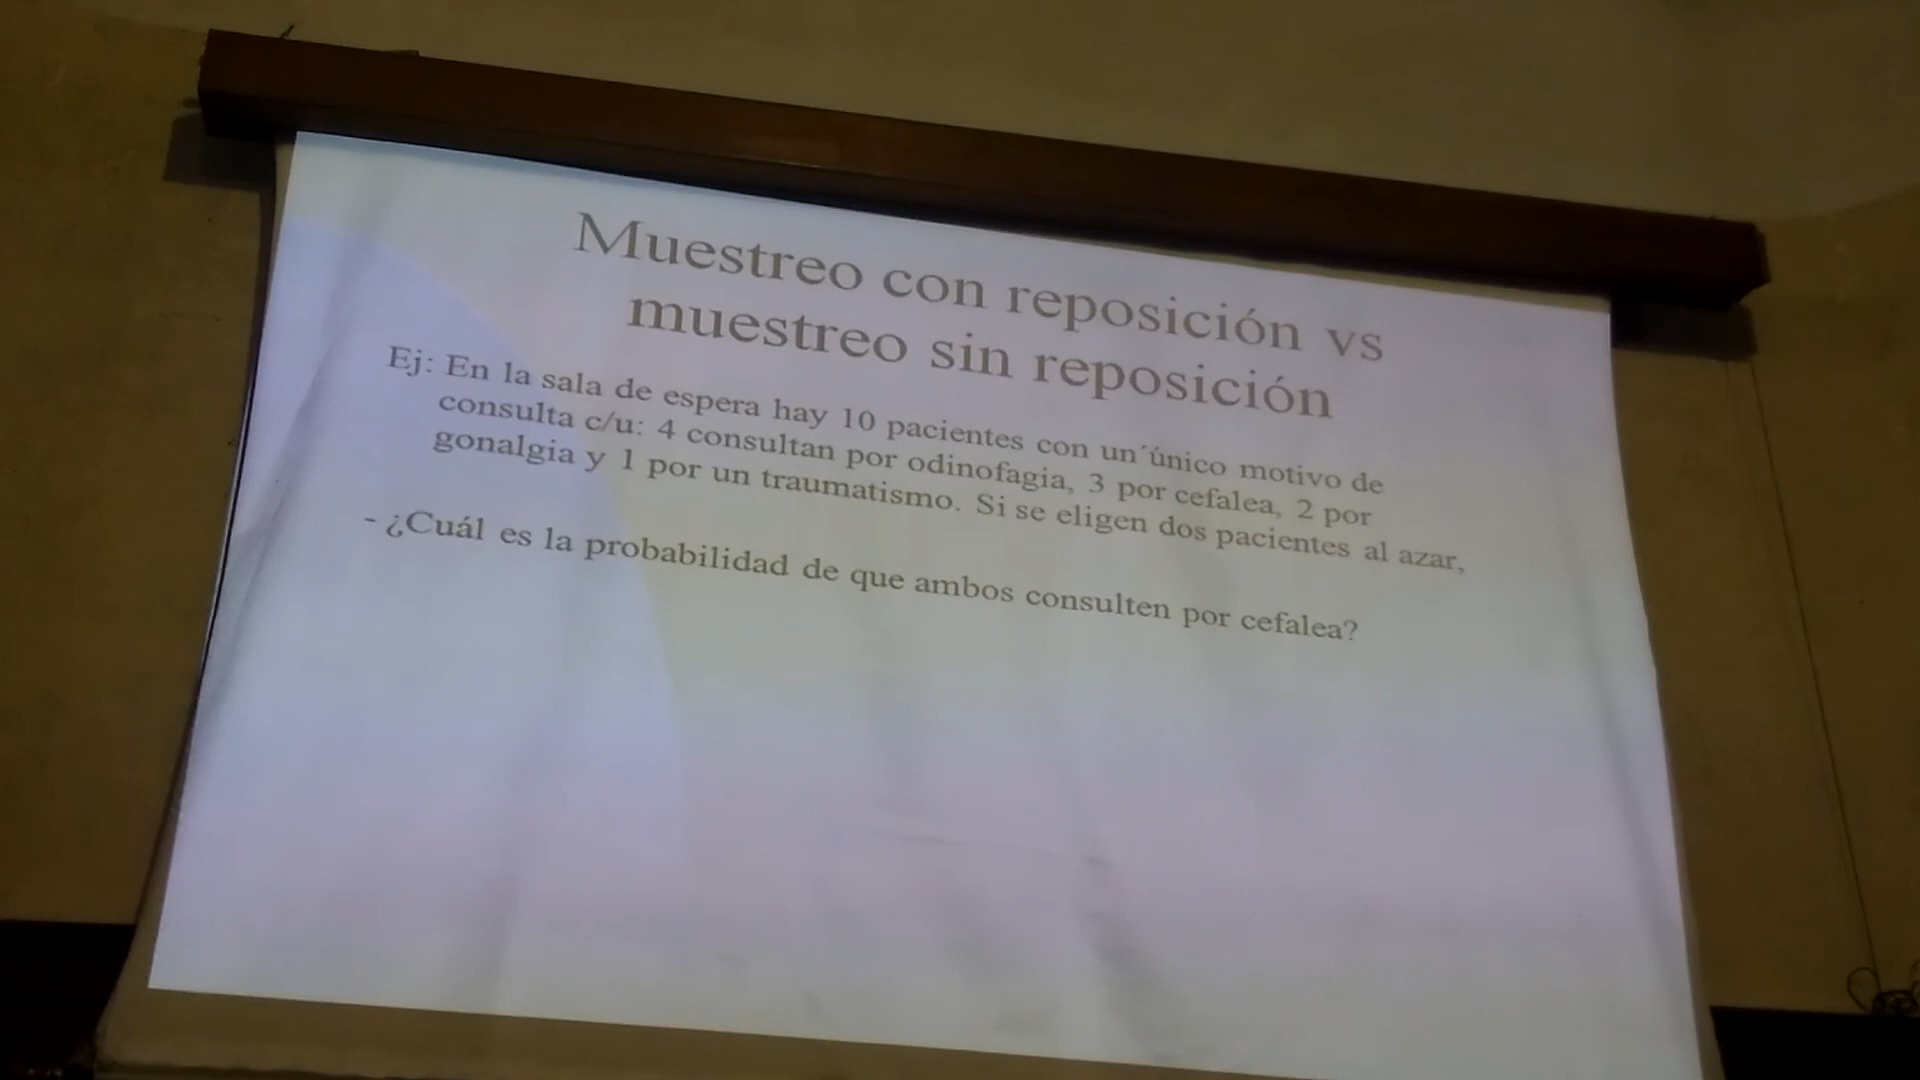 Muestreo con reposición vs
muestreo sin reposición
Ej: En la sala de espera hay 10 pacientes con un´único motivo de
consulta c/u: 4 consultan por odinofagia, 3 por cefalea, 2 por
gonalgia y 1 por un traumatismo. Si se eligen dos pacientes al azar,
- ¿Cuál es la probabilidad de que ambos consulten por cefalea?